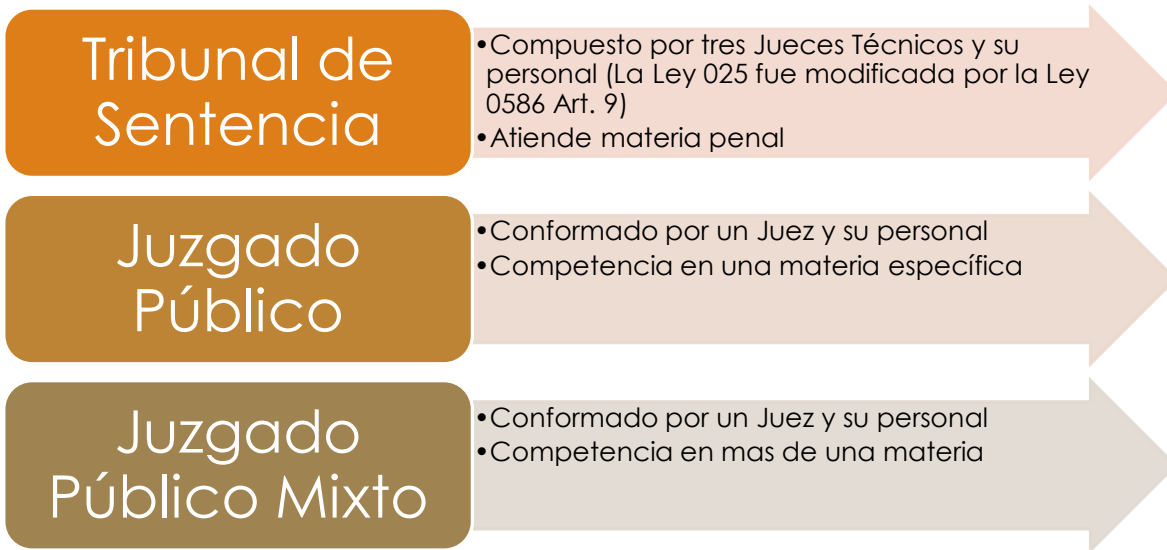 Tribunal de
Sentencia
•Compuesto por tres Jueces Técnicos y su
personal (La Ley 025 fue modificada por la Ley
0586 Art. 9)
•Atiende materia penal
Juzgado
Público
•Conformado por un Juez y su personal
•Competencia en una materia específica
Juzgado
Público Mixto
•Conformado por un Juez y su personal
•Competencia en mas de una materia